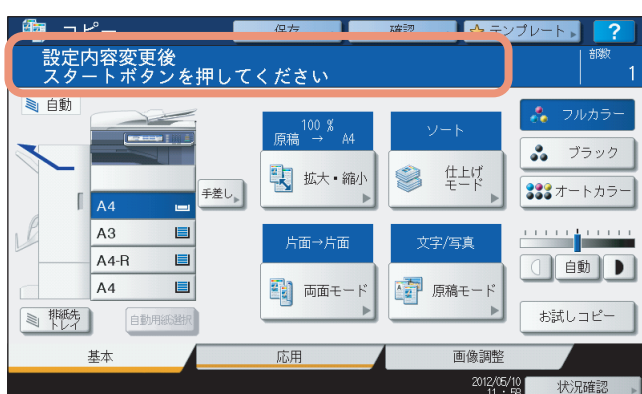 コピー
保存
確認
テンプレート
?
設定内容変更後
スタートボタンを押してください
部数
1
自動
100 %
原稿 → A4
ソート
フルカラー
拡大・縮小
仕上げ
モード
ブラック
手差し
オートカラー
A4
A3
A4-R
A4
片面→片面
文字/写真
両面モード
原稿モード
自動
排紙先
トレイ
自動用紙選択
お試しコピー
基本
応用
画像調整
2012/05/10
11:58
状況確認